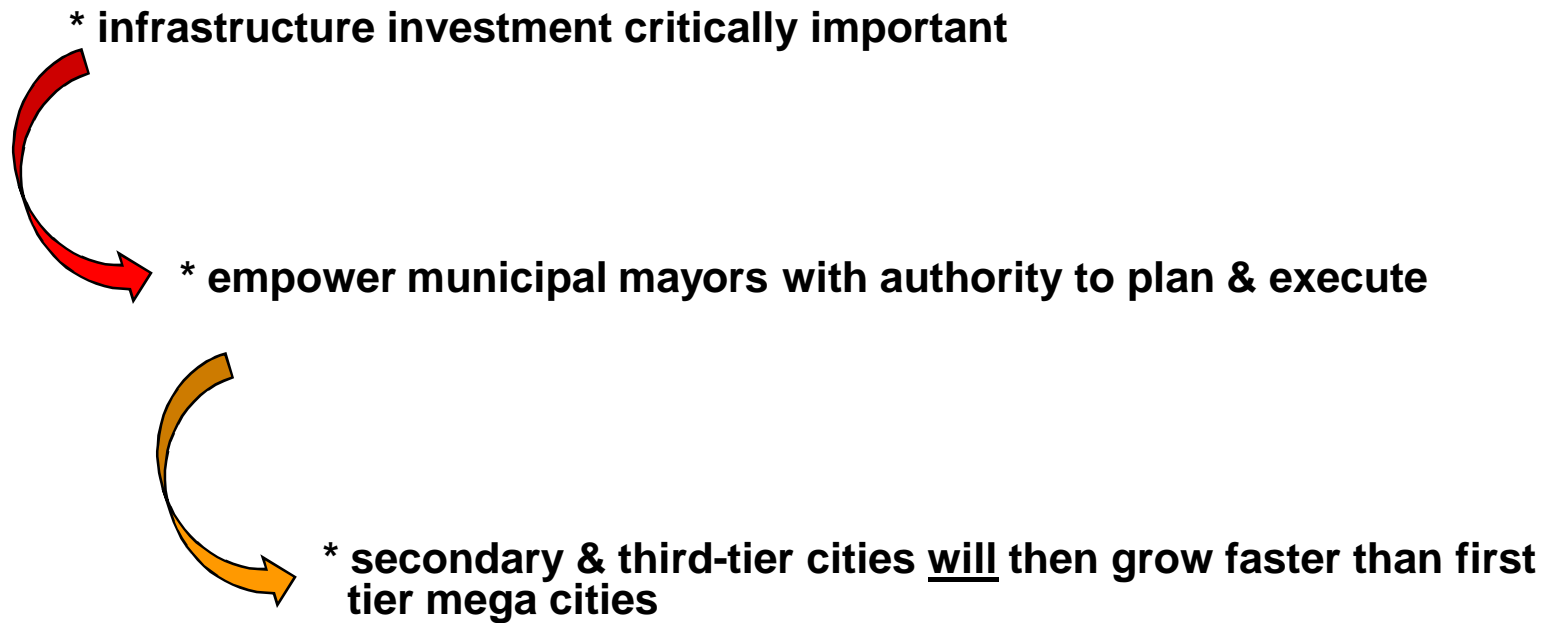 * infrastructure investment critically important
* empower municipal mayors with authority to plan & execute
* secondary & third-tier cities will then grow faster than first
tier mega cities